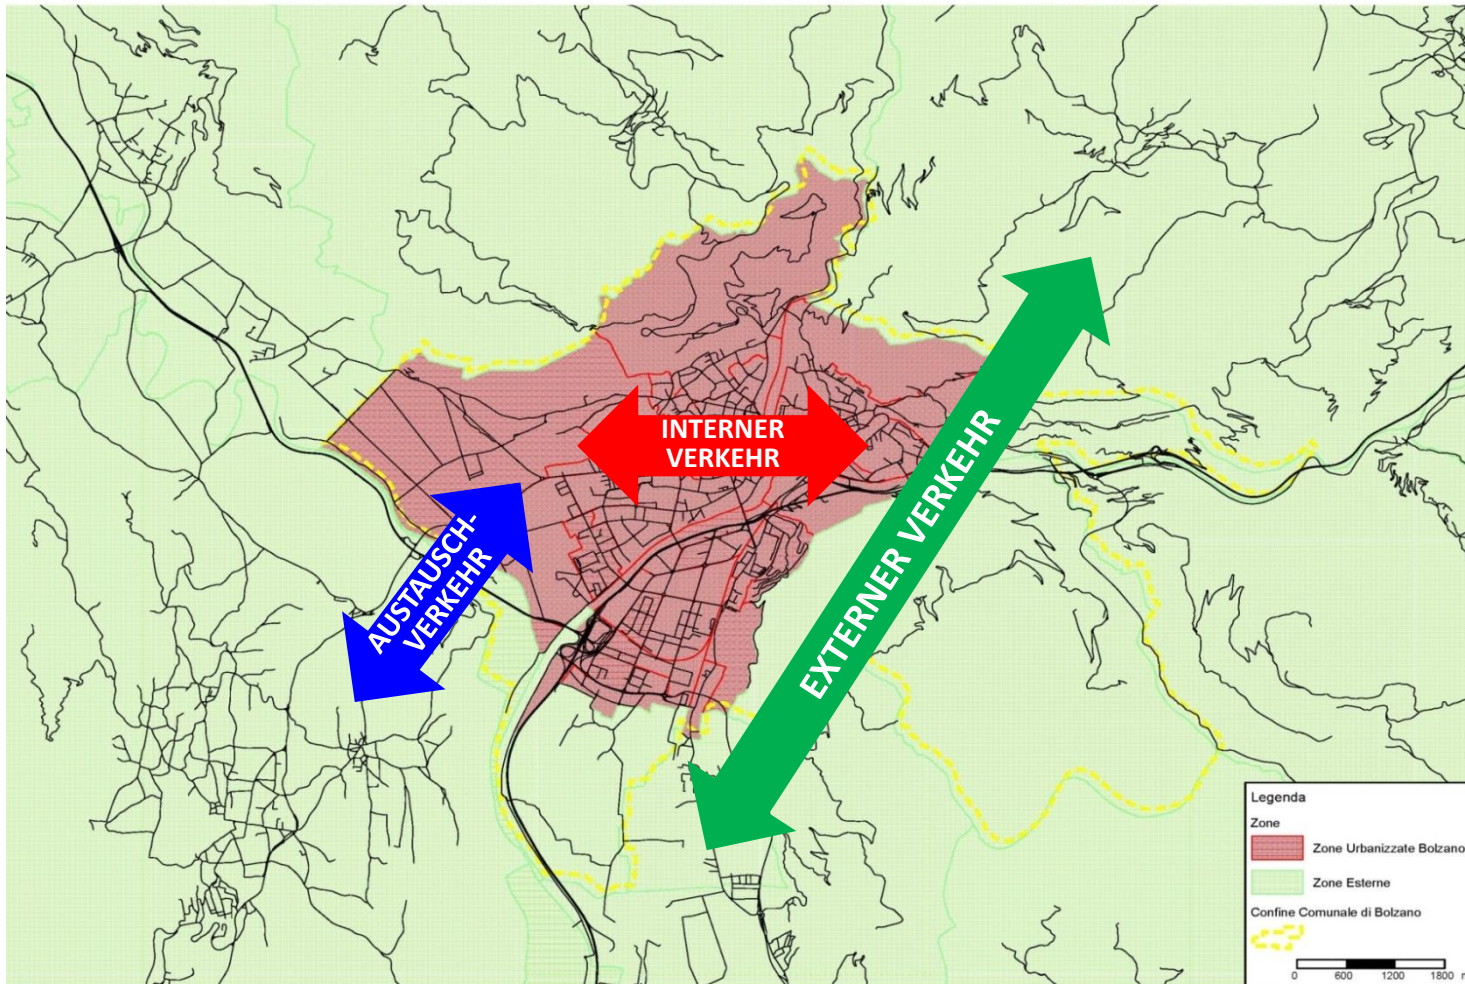 INTERNER
VERKEHR
AUSTAUSCH-
VERKEHR
EXTERNER VERKEHR
Legenda
Zone
Zone Urbanizzate Bolzano
Zone Esterne
Confine Comunale di Bolzano
0 600 1200 1800 m